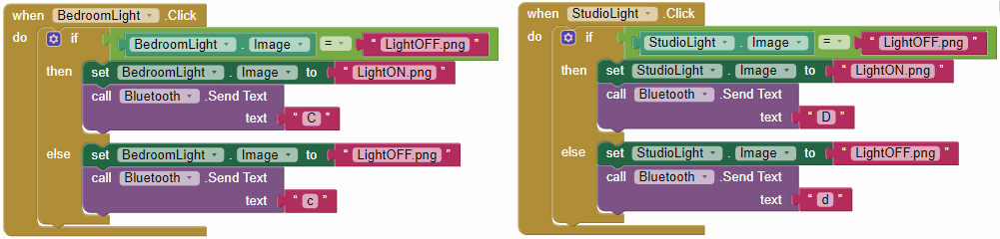 when BedroomLight .Click
do if BedroomLight . Image = " LightOFF.png "
then set BedroomLight . Image to " LightON.png "
call Bluetooth .Send Text
text " C "
else set BedroomLight . Image to " LightOFF.png "
call Bluetooth .Send Text
text " c "
when StudioLight .Click
do if StudioLight . Image = " LightOFF.png "
then set StudioLight . Image to " LightON.png "
call Bluetooth .Send Text
text " D "
else set StudioLight . Image to " LightOFF.png "
call Bluetooth .Send Text
text " d "